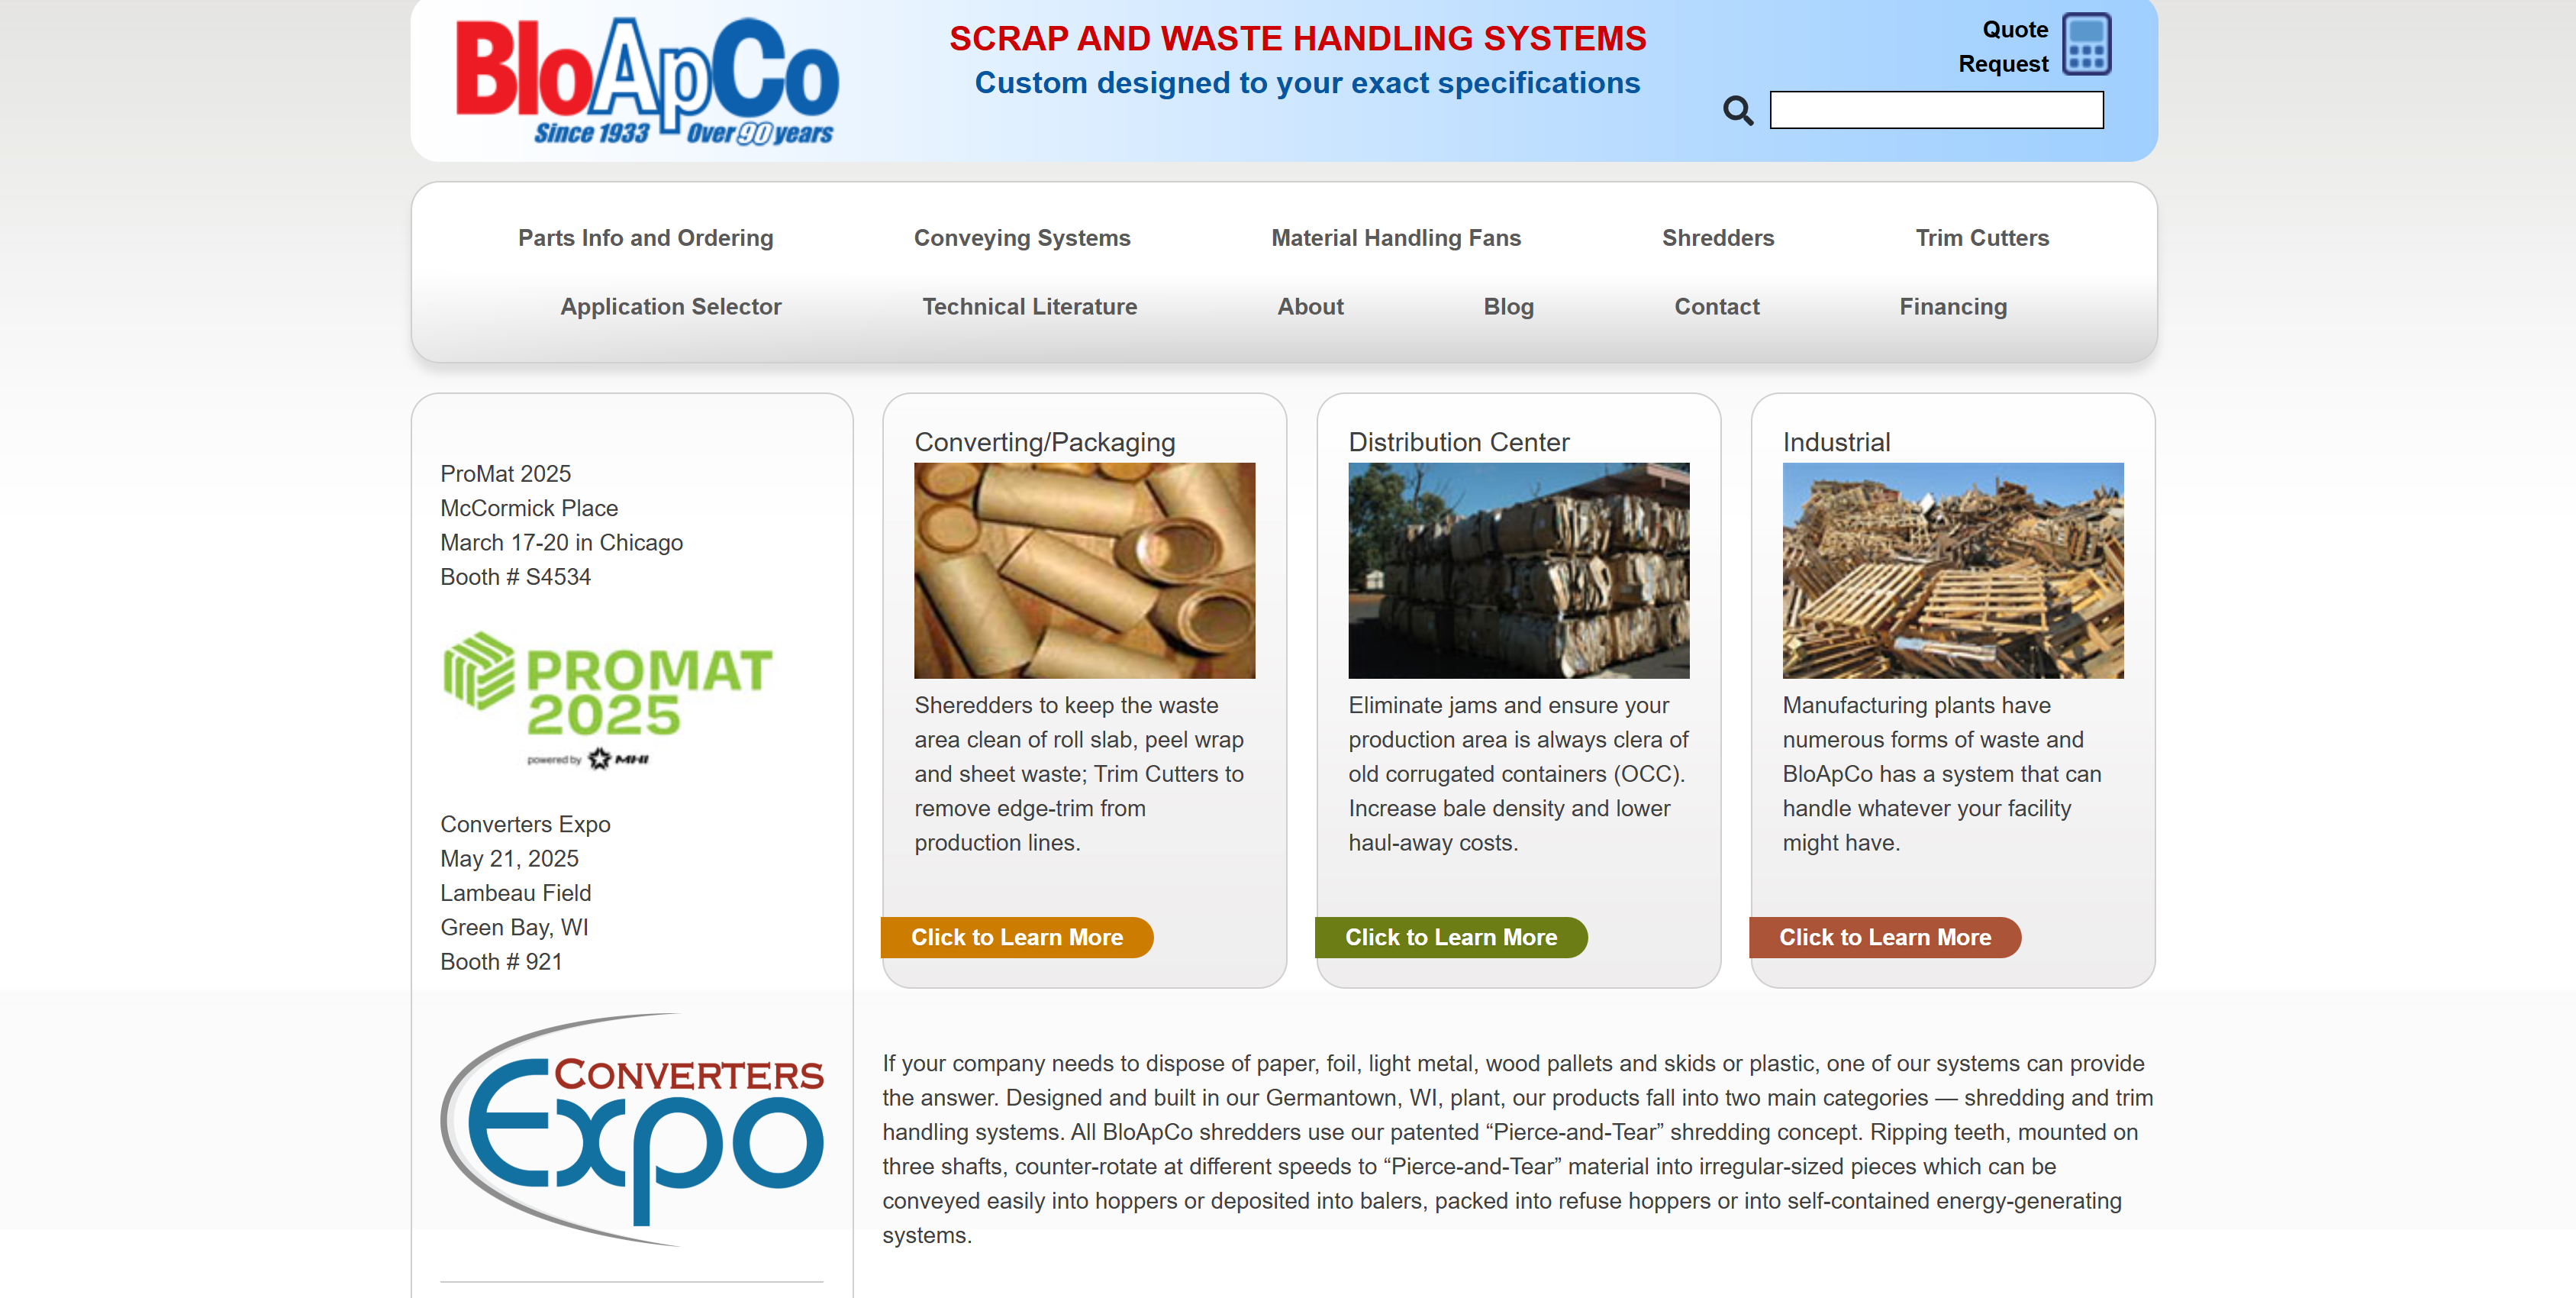 BloApCo
Since 1933 Over 90 years
SCRAP AND WASTE HANDLING SYSTEMS
Custom designed to your exact specifications
Quote
Request
Parts Info and Ordering Conveying Systems Material Handling Fans Shredders Trim Cutters
Application Selector Technical Literature About Blog Contact Financing
ProMat 2025
McCormick Place
March 17-20 in Chicago
Booth # S4534
PROMAT
2025
powered by MHI
Converters Expo
May 21, 2025
Lambeau Field
Green Bay, WI
Booth # 921
CONVERTERS
Expo
Converting/Packaging
Sheredders to keep the waste
area clean of roll slab, peel wrap
and sheet waste; Trim Cutters to
remove edge-trim from
production lines.
Click to Learn More
Distribution Center
Eliminate jams and ensure your
production area is always clera of
old corrugated containers (OCC).
Increase bale density and lower
haul-away costs.
Click to Learn More
Industrial
Manufacturing plants have
numerous forms of waste and
BloApCo has a system that can
handle whatever your facility
might have.
Click to Learn More
If your company needs to dispose of paper, foil, light metal, wood pallets and skids or plastic, one of our systems can provide
the answer. Designed and built in our Germantown, WI, plant, our products fall into two main categories — shredding and trim
handling systems. All BloApCo shredders use our patented “Pierce-and-Tear” shredding concept. Ripping teeth, mounted on
three shafts, counter-rotate at different speeds to “Pierce-and-Tear” material into irregular-sized pieces which can be
conveyed easily into hoppers or deposited into balers, packed into refuse hoppers or into self-contained energy-generating
systems.